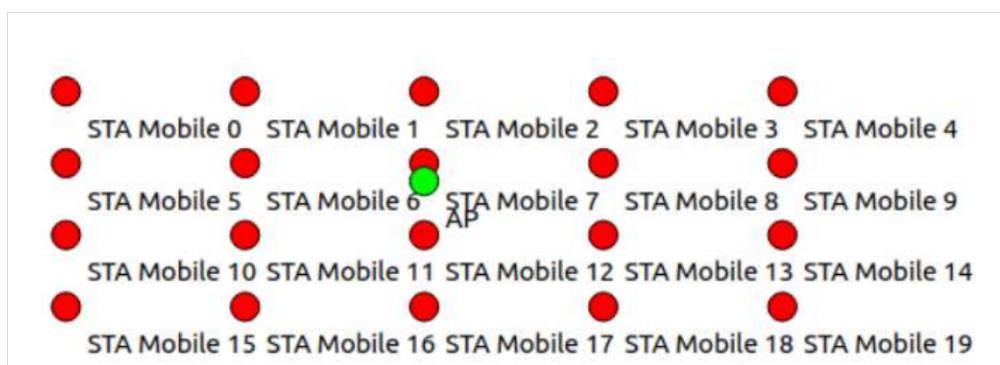 STA Mobile 0 STA Mobile 1 STA Mobile 2 STA Mobile 3 STA Mobile 4
STA Mobile 5 STA Mobile 6 STA Mobile 7 STA Mobile 8 STA Mobile 9
AP
STA Mobile 10 STA Mobile 11 STA Mobile 12 STA Mobile 13 STA Mobile 14
STA Mobile 15 STA Mobile 16 STA Mobile 17 STA Mobile 18 STA Mobile 19